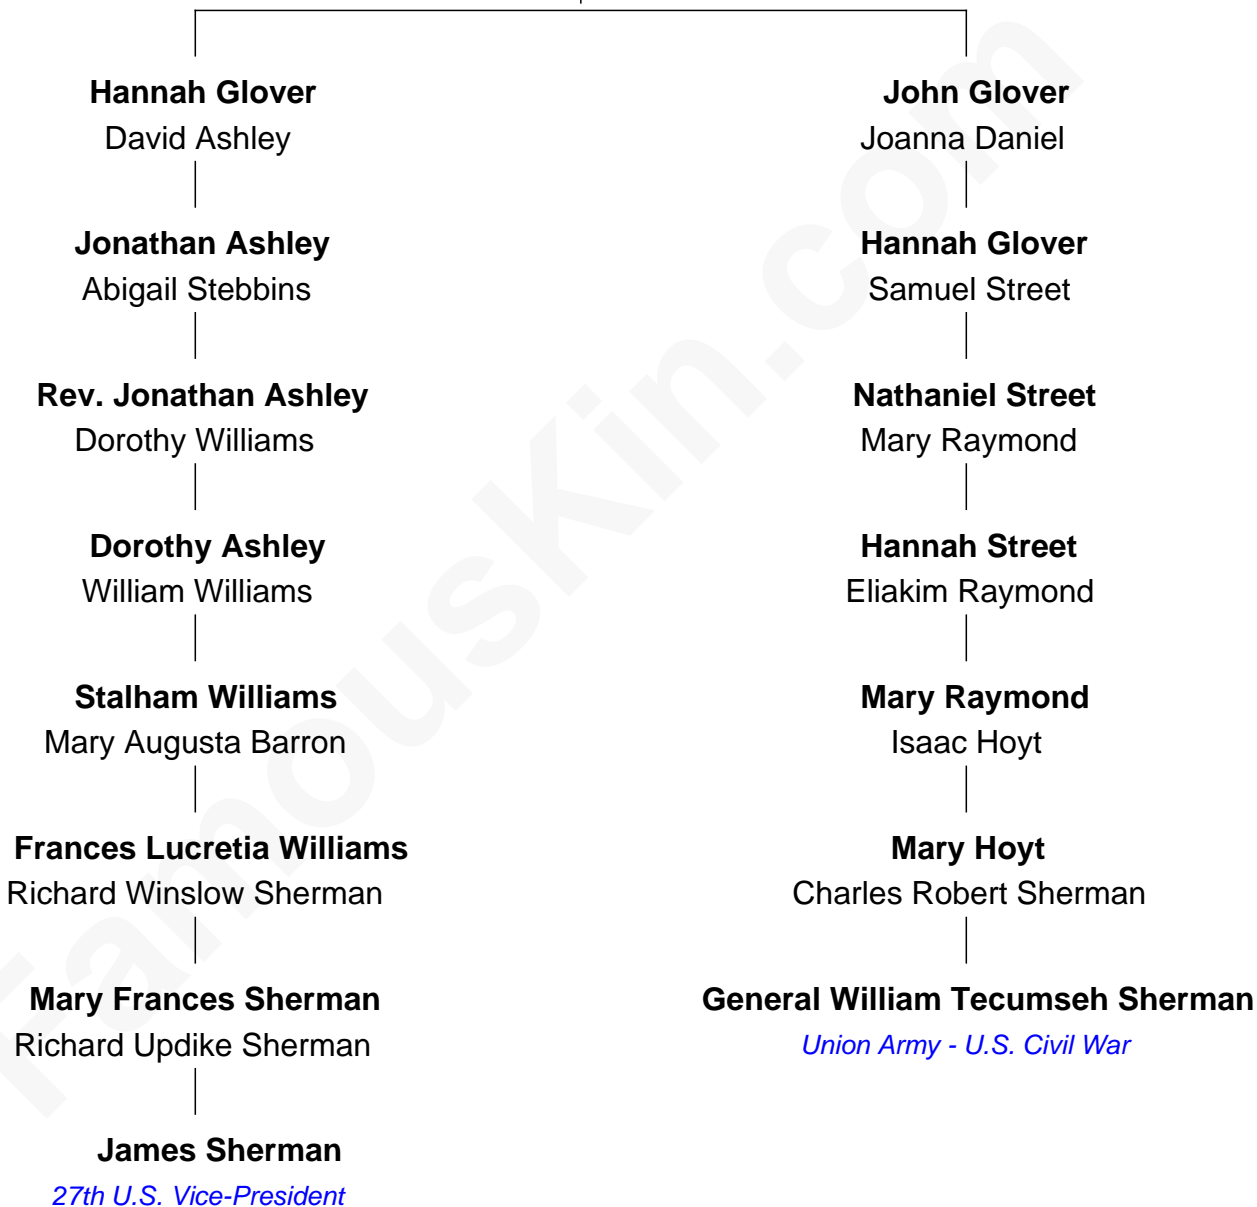 Hannah Glover
David Ashley
Jonathan Ashley
Abigail Stebbins
Rev. Jonathan Ashley
Dorothy Williams
Dorothy Ashley
William Williams
Stalham Williams
Mary Augusta Barron
Frances Lucretia Williams
Richard Winslow Sherman
Mary Frances Sherman
Richard Updike Sherman
James Sherman
27th U.S. Vice-President
John Glover
Joanna Daniel
Hannah Glover
Samuel Street
Nathaniel Street
Mary Raymond
Hannah Street
Eliakim Raymond
Mary Raymond
Isaac Hoyt
Mary Hoyt
Charles Robert Sherman
General William Tecumseh Sherman
Union Army - U.S. Civil War
FamousKin.com